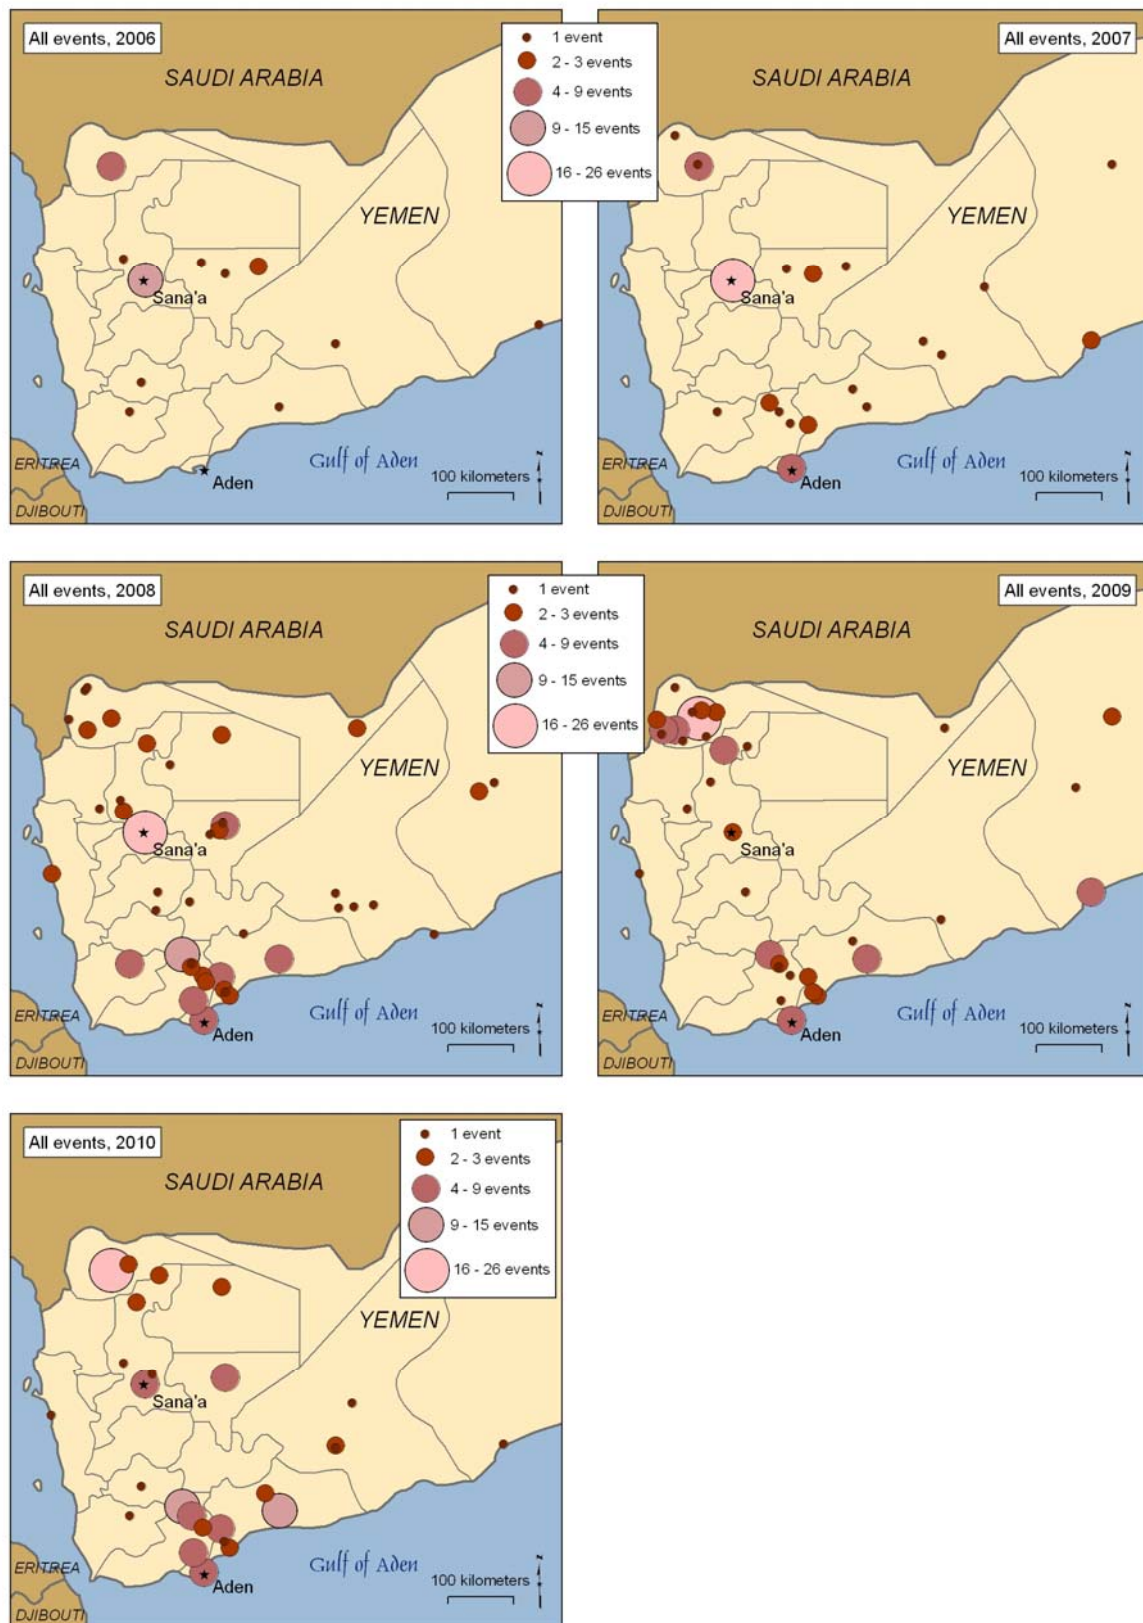 All events, 2006
SAUDI ARABIA
1 event
2 - 3 events
4 - 9 events
9 - 15 events
16 - 26 events
YEMEN
Sana'a
Aden
Gulf of Aden
ERITREA
DJIBOUTI
100 kilometers
N
All events, 2007
SAUDI ARABIA
YEMEN
Sana'a
Aden
Gulf of Aden
ERITREA
DJIBOUTI
100 kilometers
N
All events, 2008
SAUDI ARABIA
1 event
2 - 3 events
4 - 9 events
9 - 15 events
16 - 26 events
YEMEN
Sana'a
Aden
Gulf of Aden
ERITREA
DJIBOUTI
100 kilometers
N
All events, 2009
SAUDI ARABIA
YEMEN
Sana'a
Aden
Gulf of Aden
ERITREA
DJIBOUTI
100 kilometers
N
All events, 2010
SAUDI ARABIA
1 event
2 - 3 events
4 - 9 events
9 - 15 events
16 - 26 events
YEMEN
Sana'a
Aden
Gulf of Aden
ERITREA
DJIBOUTI
100 kilometers
N